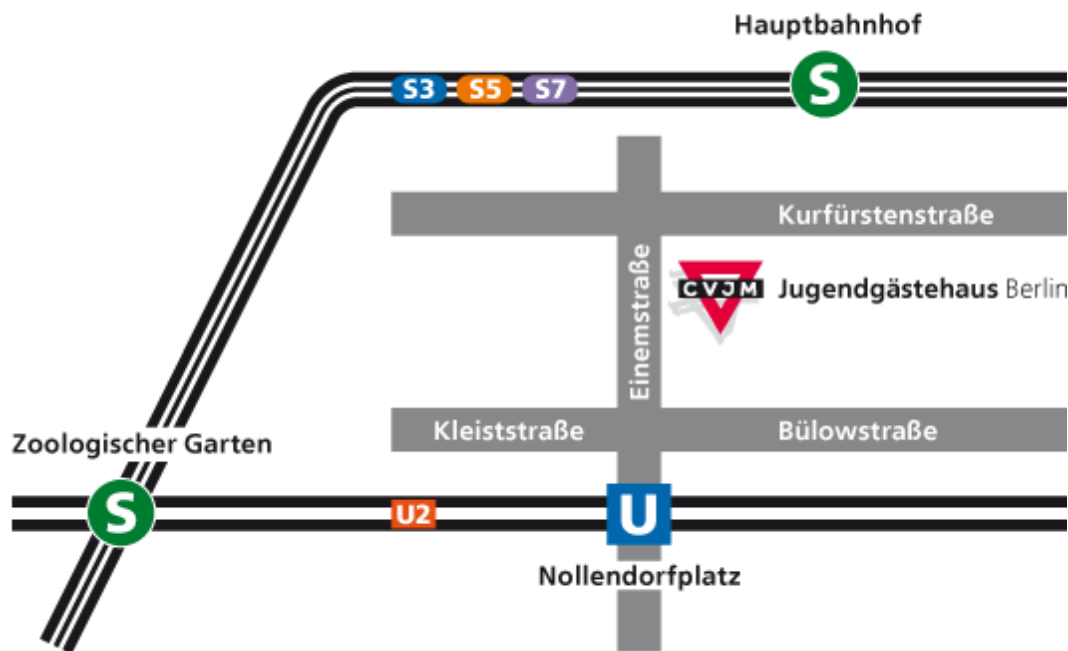 Hauptbahnhof
S3 S5 S7 S
Kurfürstenstraße
Einemstraße
CVJM Jugendgästehaus Berlin
Kleiststraße Bülowstraße
Zoologischer Garten
S U2 U
Nollendorfplatz